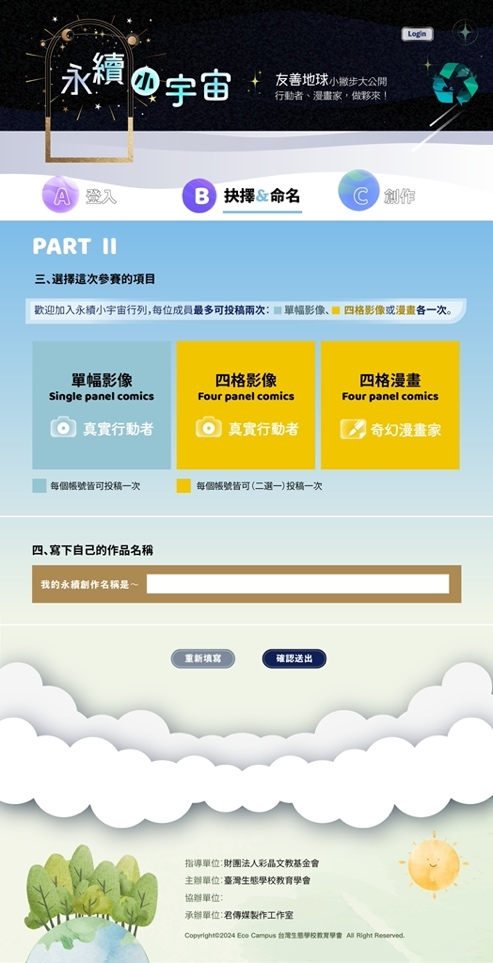 Login
永續小宇宙
友善地球小撇步大公開
行動者、漫畫家，做夥來！
A 登入
B 抉擇&命名
C 創作
PART II
三、選擇這次參賽的項目
歡迎加入永續小宇宙行列，每位成員最多可投稿兩次： 單幅影像、 四格影像或漫畫各一次。
單幅影像
Single panel comics
真實行動者
四格影像
Four panel comics
真實行動者
四格漫畫
Four panel comics
奇幻漫畫家
每個帳號皆可投稿一次
每個帳號皆可（二選一）投稿一次
四、寫下自己的作品名稱
我的永續創作名稱是～
重新填寫
確認送出
指導單位：財團法人彩晶文教基金會
主辦單位：臺灣生態學校教育學會
協辦單位：
承辦單位：君傳媒製作工作室
Copyright©2024 Eco Campus 台灣生態學校教育學會 All Right Reserved.